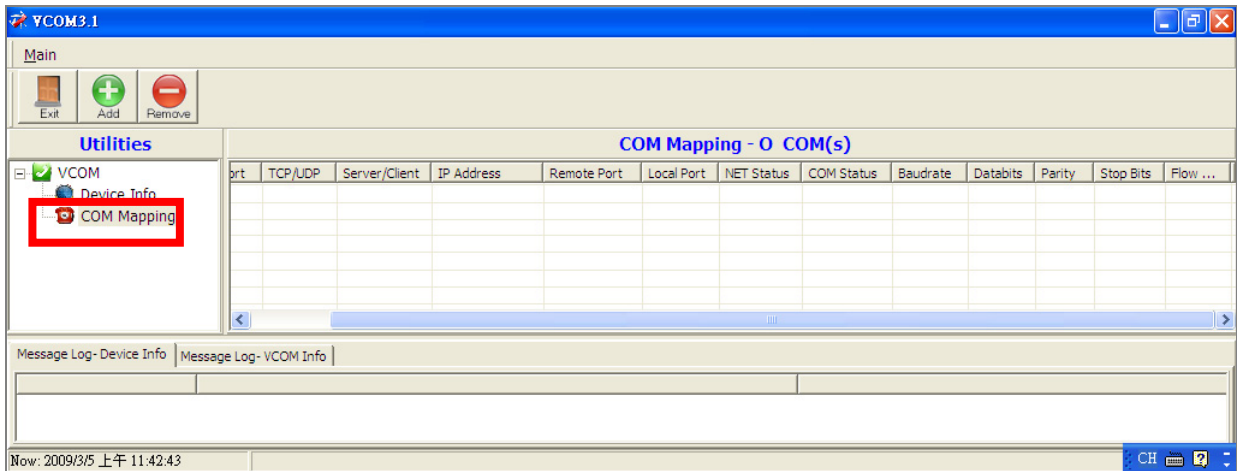 VCOM3.1
Main
Exit Add Remove
Utilities
COM Mapping - O COM(s)
VCOM
Device Info
COM Mapping
ort TCP/UDP Server/Client IP Address Remote Port Local Port NET Status COM Status Baudrate Databits Parity Stop Bits Flow ...
Message Log- Device Info Message Log- VCOM Info
Now: 2009/3/5 上午 11:42:43
CH